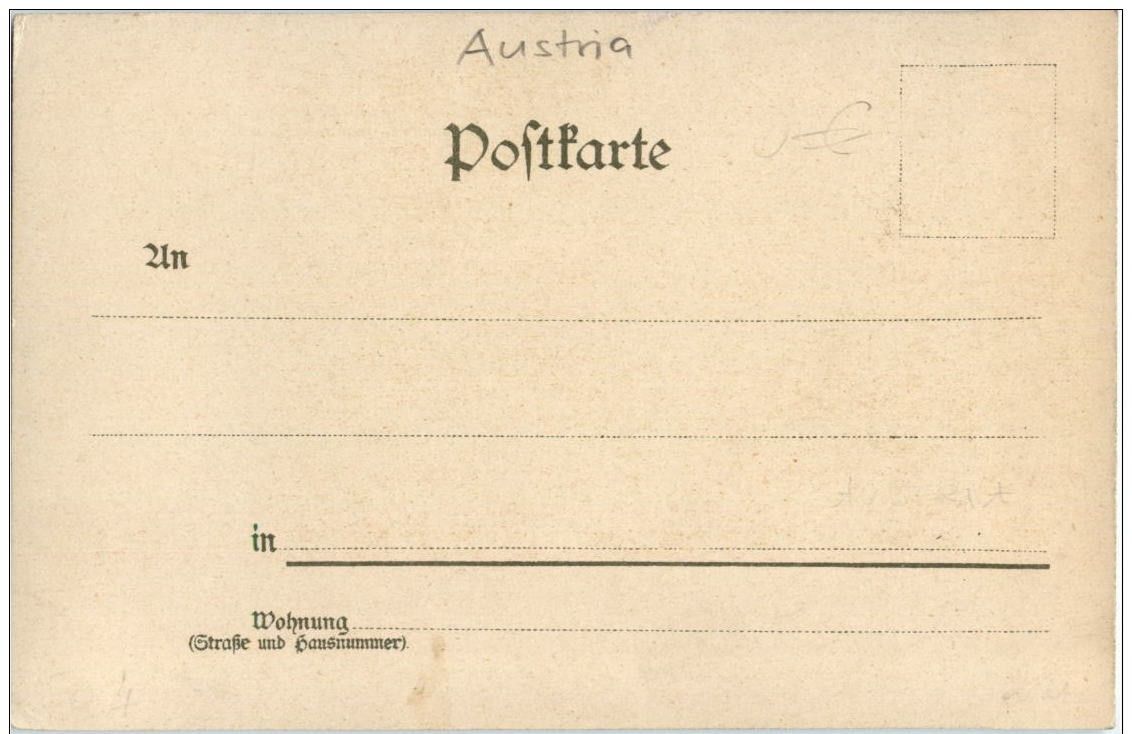 Austria
Poſtkarte
An
in
Wohnung
(Straße und Hausnummer).